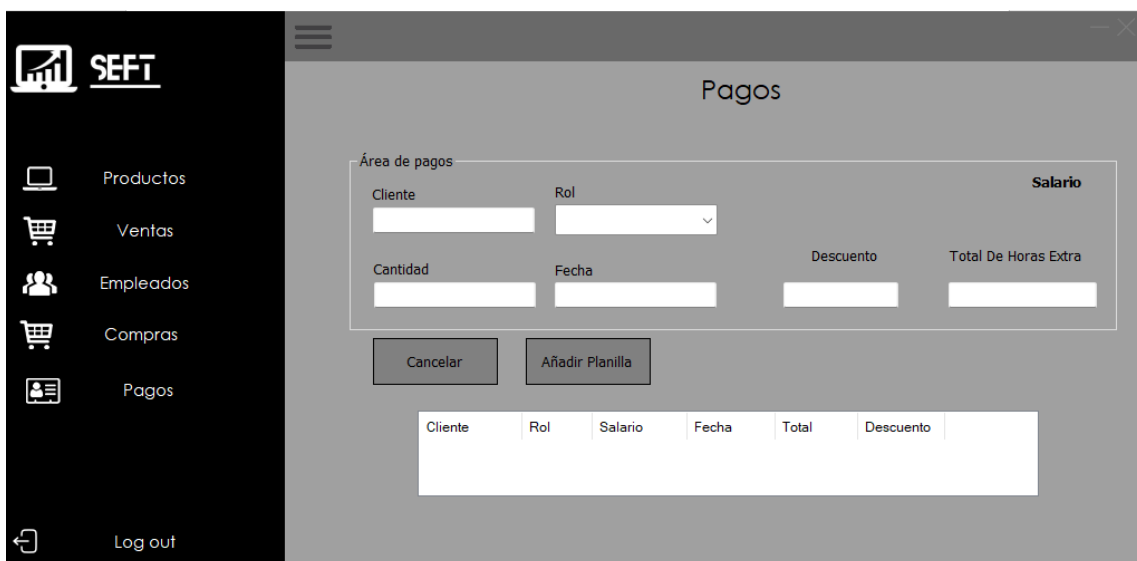 SEFT
Productos
Ventas
Empleados
Compras
Pagos
Log out
Pagos
Área de pagos
Cliente
Rol
Salario
Cantidad
Fecha
Descuento
Total De Horas Extra
Cancelar
Añadir Planilla
Cliente Rol Salario Fecha Total Descuento